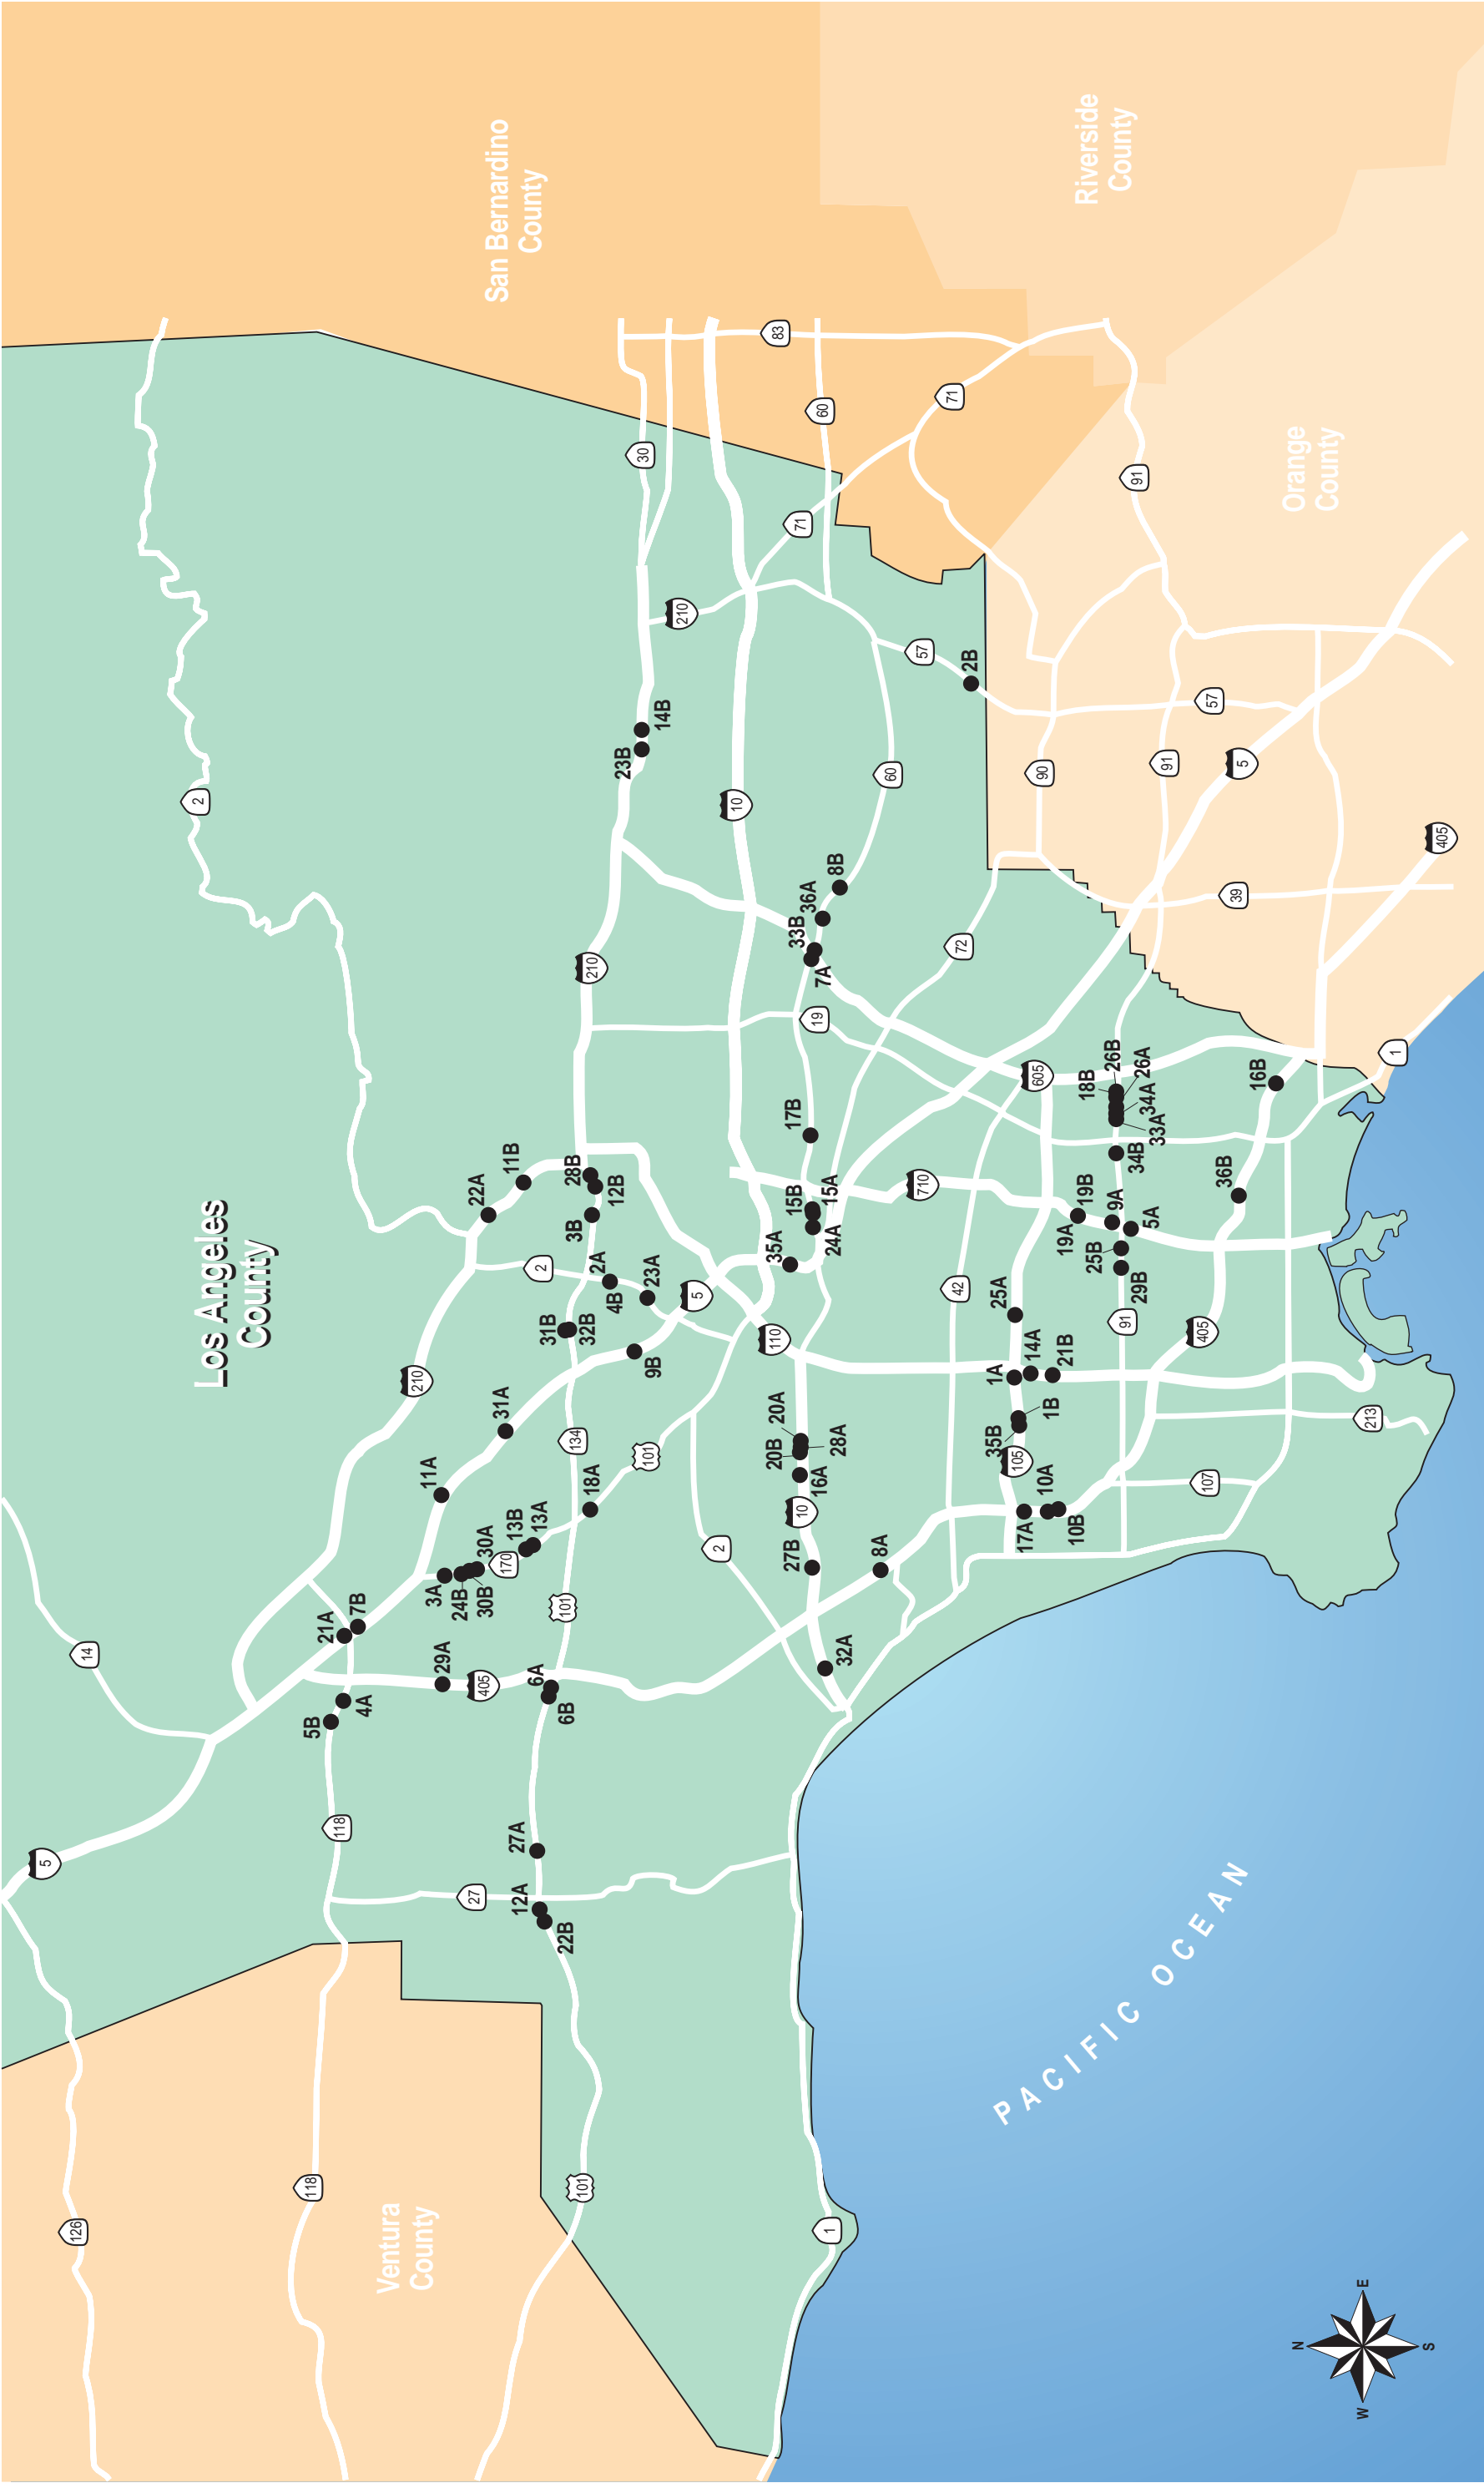 5
126
14
118
2
Los Angeles
County
118
5B
21A
7B
4A
Ventura
County
210
11A
3A
29A
24B
30B
30A
27
405
22A
San Bernardino
County
170
31A
11B
13B
13A
12A
27A
6A
22B
6B
101
101
134
2
31B
32B
28B
3B
12B
18A
2A
4B
210
101
9B
23A
23B
14B
30
210
5
2
10
83
110
35A
20A
20B
28A
16A
10
27B
15B
15A
24A
17B
33B
36A
7A
8B
19
71
60
1
32A
8A
60
710
57
71
42
72
2B
PACIFIC OCEAN
1A
25A
14A
21B
35B
1B
105
17A
10A
10B
605
90
19A
19B
9A
5A
25B
29B
18B
26B
26A
34A
33A
34B
91
Riverside
County
91
91
405
107
57
36B
39
5
16B
Orange
County
213
1
405
N
W
E
S